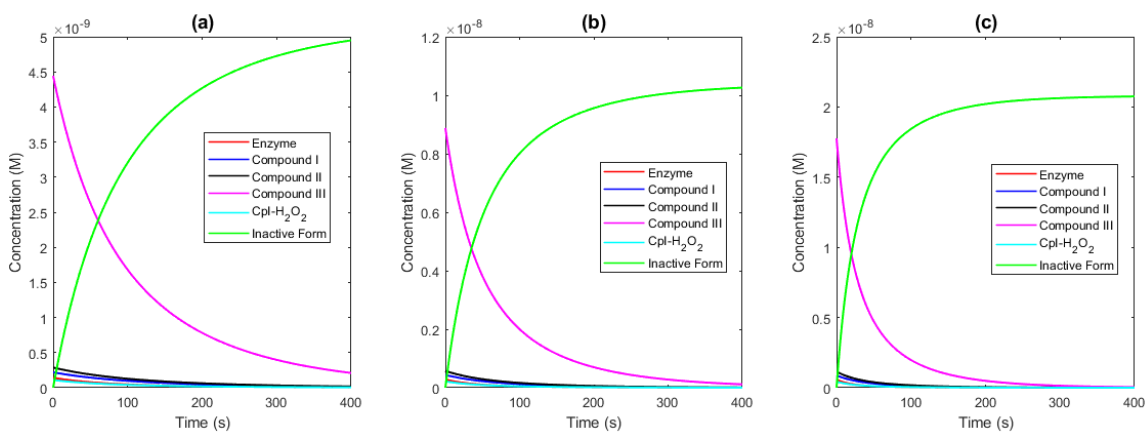 (a)
×10⁻⁹
5
4.5
4
3.5
3
2.5
2
1.5
1
0.5
0
Concentration (M)
0 100 200 300 400
Time (s)
Enzyme
Compound I
Compound II
Compound III
CpI-H₂O₂
Inactive Form
(b)
×10⁻⁸
1.2
1
0.8
0.6
0.4
0.2
0
Concentration (M)
0 100 200 300 400
Time (s)
Enzyme
Compound I
Compound II
Compound III
CpI-H₂O₂
Inactive Form
(c)
×10⁻⁸
2.5
2
1.5
1
0.5
0
Concentration (M)
0 100 200 300 400
Time (s)
Enzyme
Compound I
Compound II
Compound III
CpI-H₂O₂
Inactive Form